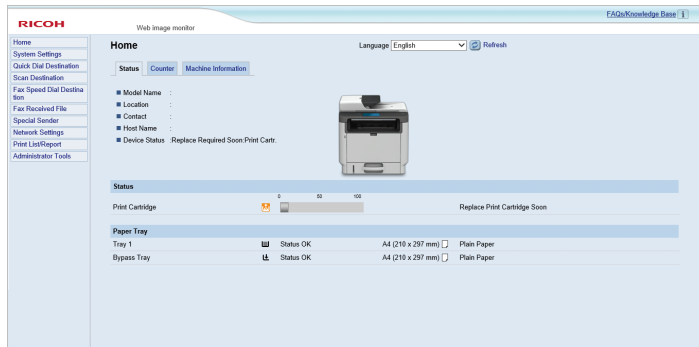 FAQs/Knowledge Base
RICOH
Web image monitor
Home
System Settings
Quick Dial Destination
Scan Destination
Fax Speed Dial Destina
tion
Fax Received File
Special Sender
Network Settings
Print List/Report
Administrator Tools
Home
Language English
Refresh
Status Counter Machine Information
Model Name :
Location :
Contact :
Host Name :
Device Status :Replace Required Soon:Print Cartr.
Status
0 50 100
Print Cartridge Replace Print Cartridge Soon
Paper Tray
Tray 1 Status OK A4 (210 x 297 mm) Plain Paper
Bypass Tray Status OK A4 (210 x 297 mm) Plain Paper